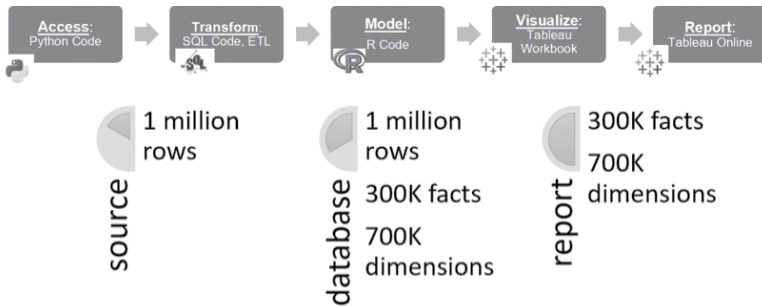 Access:
Python Code
Transform:
SQL Code, ETL
SQL
Model:
R Code
R
Visualize:
Tableau
Workbook
Report:
Tableau Online
source
1 million
rows
database
1 million
rows
300K facts
700K
dimensions
report
300K facts
700K
dimensions